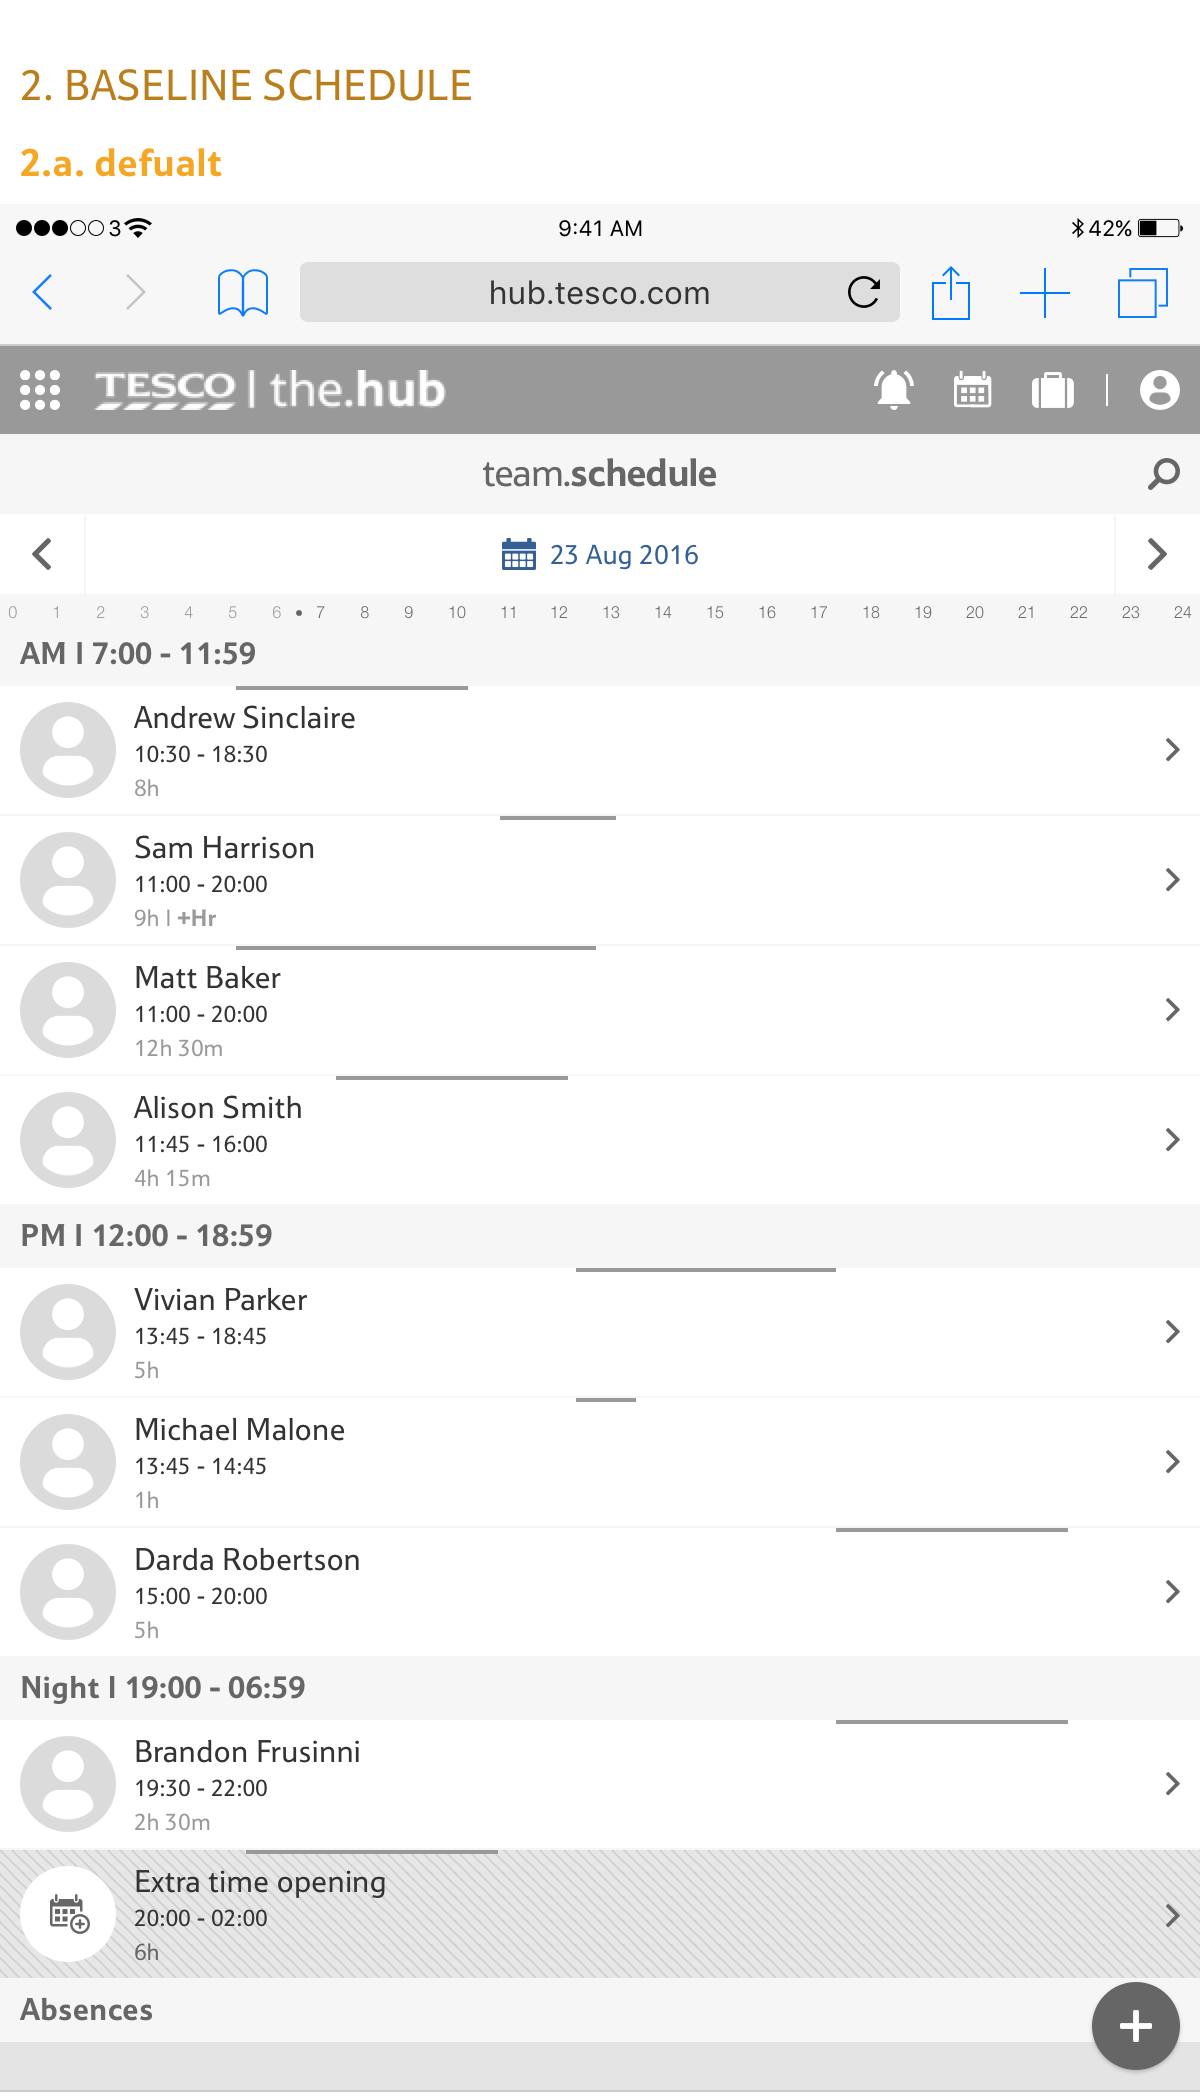 2. BASELINE SCHEDULE
2.a. defualt
3 9:41 AM 42%
hub.tesco.com
TESCO | the.hub
team.schedule
23 Aug 2016
0 1 2 3 4 5 6 • 7 8 9 10 11 12 13 14 15 16 17 18 19 20 21 22 23 24
AM | 7:00 - 11:59
Andrew Sinclaire
10:30 - 18:30
8h
Sam Harrison
11:00 - 20:00
9h | +Hr
Matt Baker
11:00 - 20:00
12h 30m
Alison Smith
11:45 - 16:00
4h 15m
PM | 12:00 - 18:59
Vivian Parker
13:45 - 18:45
5h
Michael Malone
13:45 - 14:45
1h
Darda Robertson
15:00 - 20:00
5h
Night | 19:00 - 06:59
Brandon Frusinni
19:30 - 22:00
2h 30m
Extra time opening
20:00 - 02:00
6h
Absences